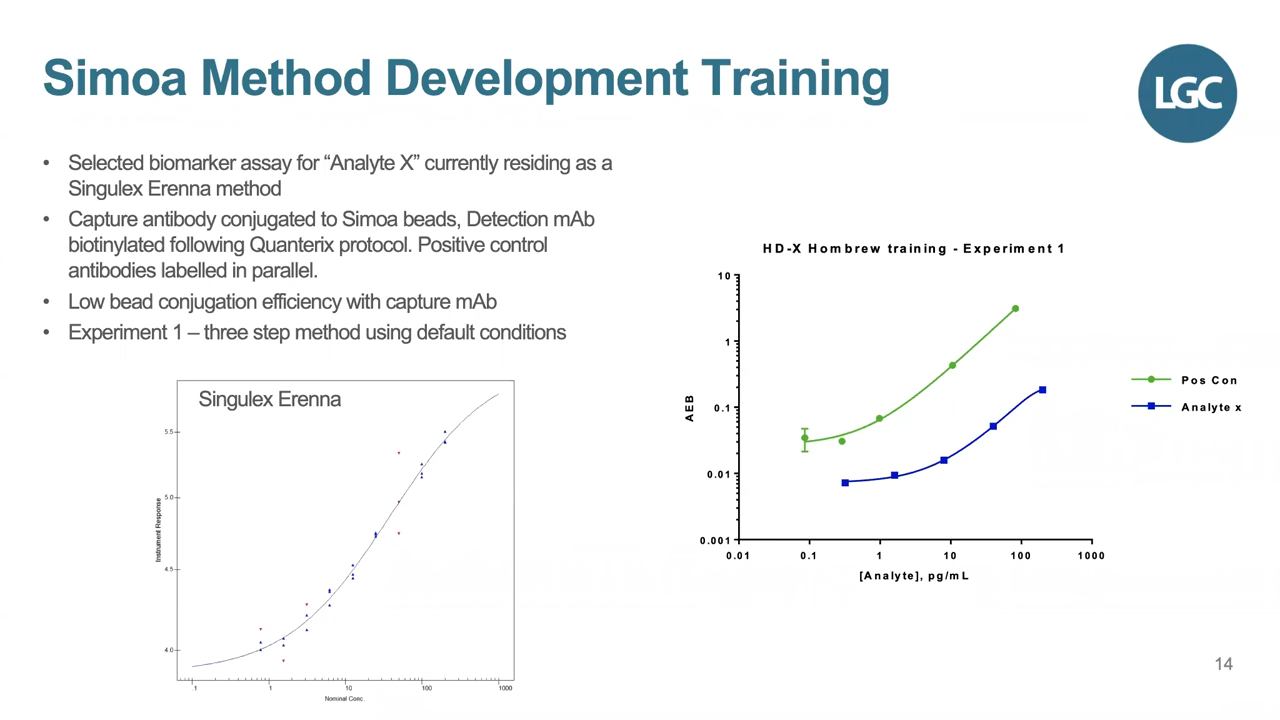 Simoa Method Development Training
LGC
• Selected biomarker assay for “Analyte X” currently residing as a
Singulex Erenna method
• Capture antibody conjugated to Simoa beads, Detection mAb
biotinylated following Quanterix protocol. Positive control
antibodies labelled in parallel.
• Low bead conjugation efficiency with capture mAb
• Experiment 1 – three step method using default conditions
Singulex Erenna
5.5
5.0
4.5
4.0
Instrument Response
.1 1 10 100 1000
Nominal Conc.
HD-X Hombrew training - Experiment 1
10
1
0.1
0.01
0.001
AEB
0.01 0.1 1 10 100 1000
[Analyte], pg/mL
Pos Con
Analyte x
14